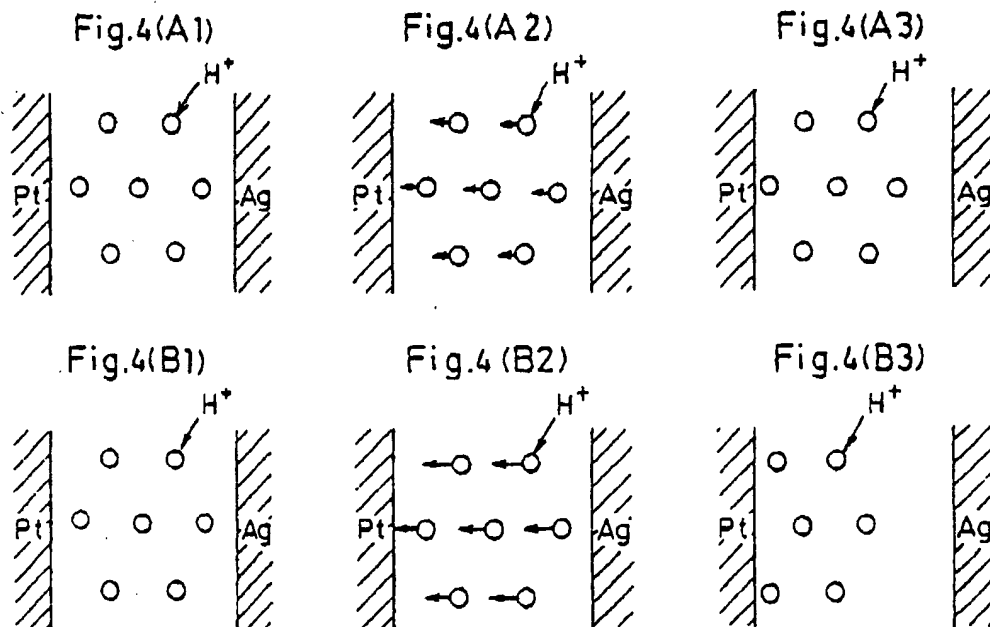 Fig.4(A1) Fig.4(A2) Fig.4(A3)
H+ H+ H+
Pt Ag Pt Ag Pt Ag
Fig.4(B1) Fig.4(B2) Fig.4(B3)
H+ H+ H+
Pt Ag Pt Ag Pt Ag